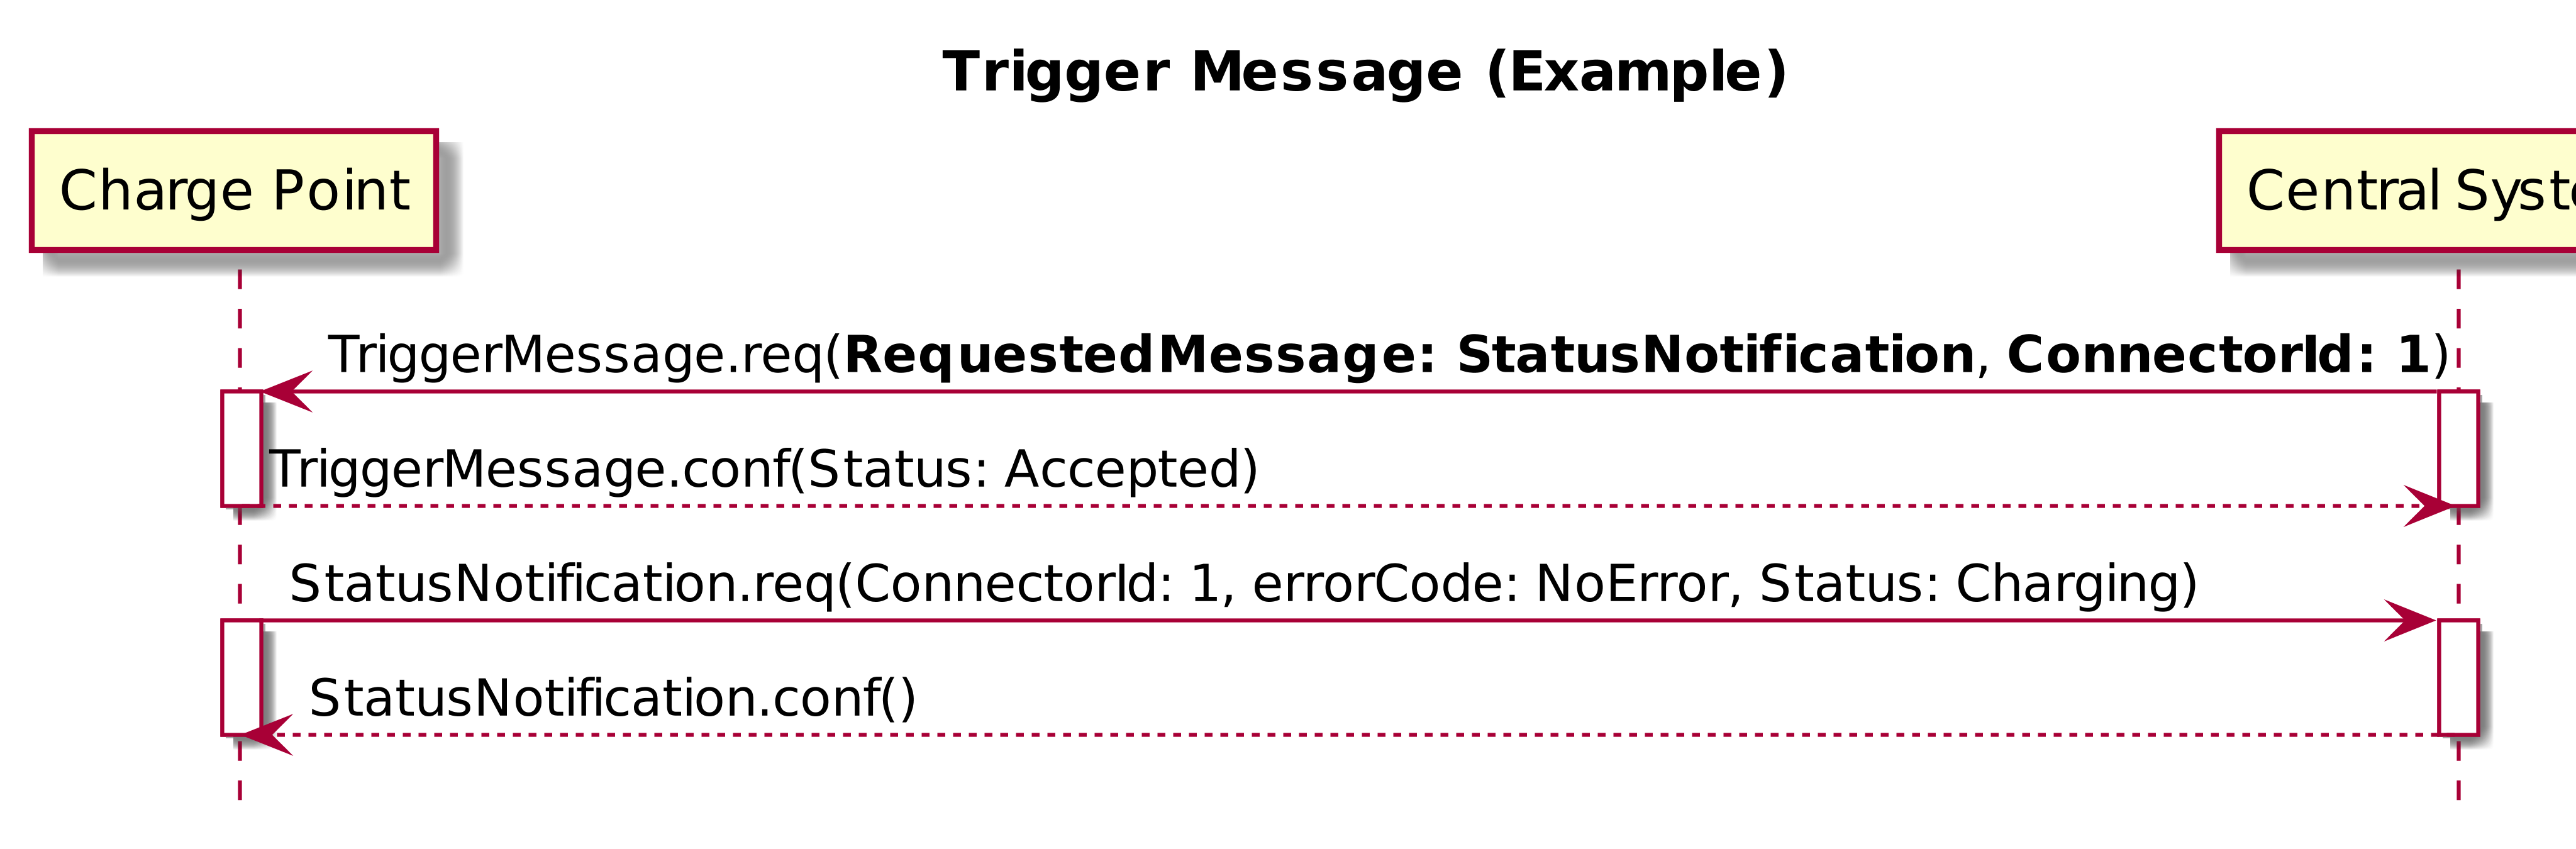 Trigger Message (Example)
Charge Point
Central Syst
TriggerMessage.req(RequestedMessage: StatusNotification, ConnectorId: 1)
TriggerMessage.conf(Status: Accepted)
StatusNotification.req(ConnectorId: 1, errorCode: NoError, Status: Charging)
StatusNotification.conf()